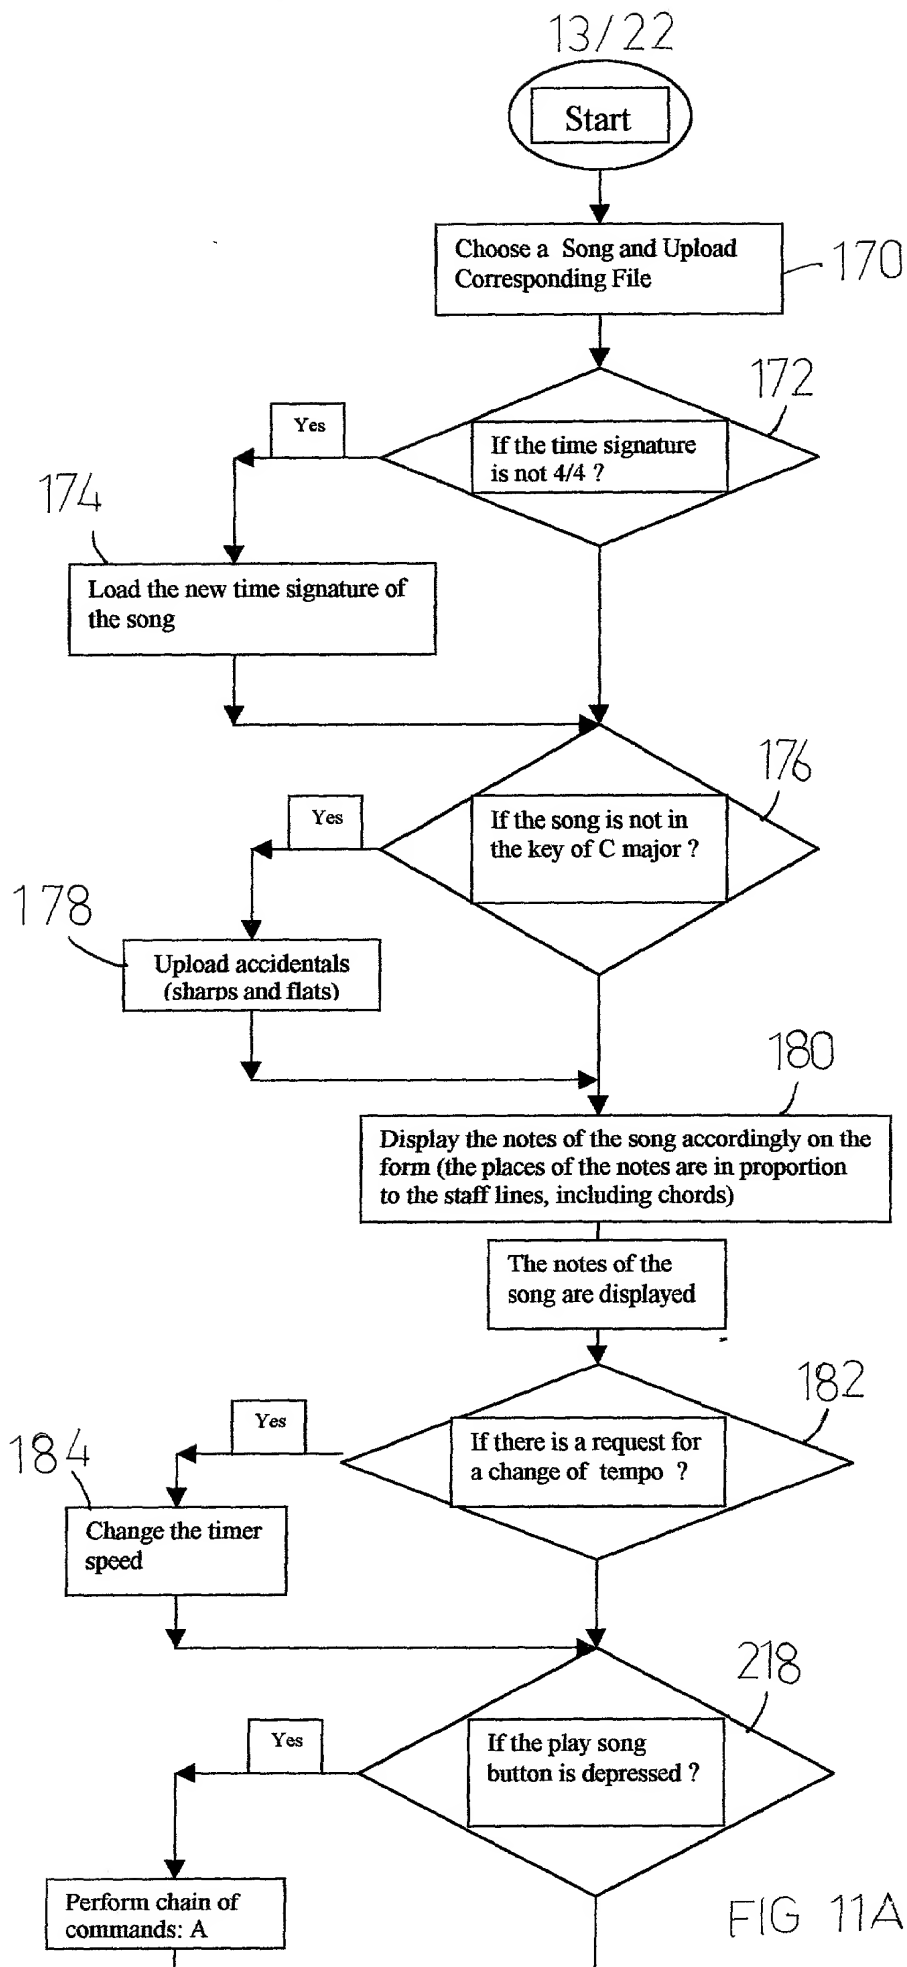 13/22
Start
Choose a Song and Upload
Corresponding File
170
172
Yes
If the time signature
is not 4/4 ?
174
Load the new time signature of
the song
176
Yes
If the song is not in
the key of C major ?
178
Upload accidentals
(sharps and flats)
180
Display the notes of the song accordingly on the
form (the places of the notes are in proportion
to the staff lines, including chords)
The notes of the
song are displayed
182
Yes
If there is a request for
a change of tempo ?
184
Change the timer
speed
218
Yes
If the play song
button is depressed ?
Perform chain of
commands: A
FIG 11A